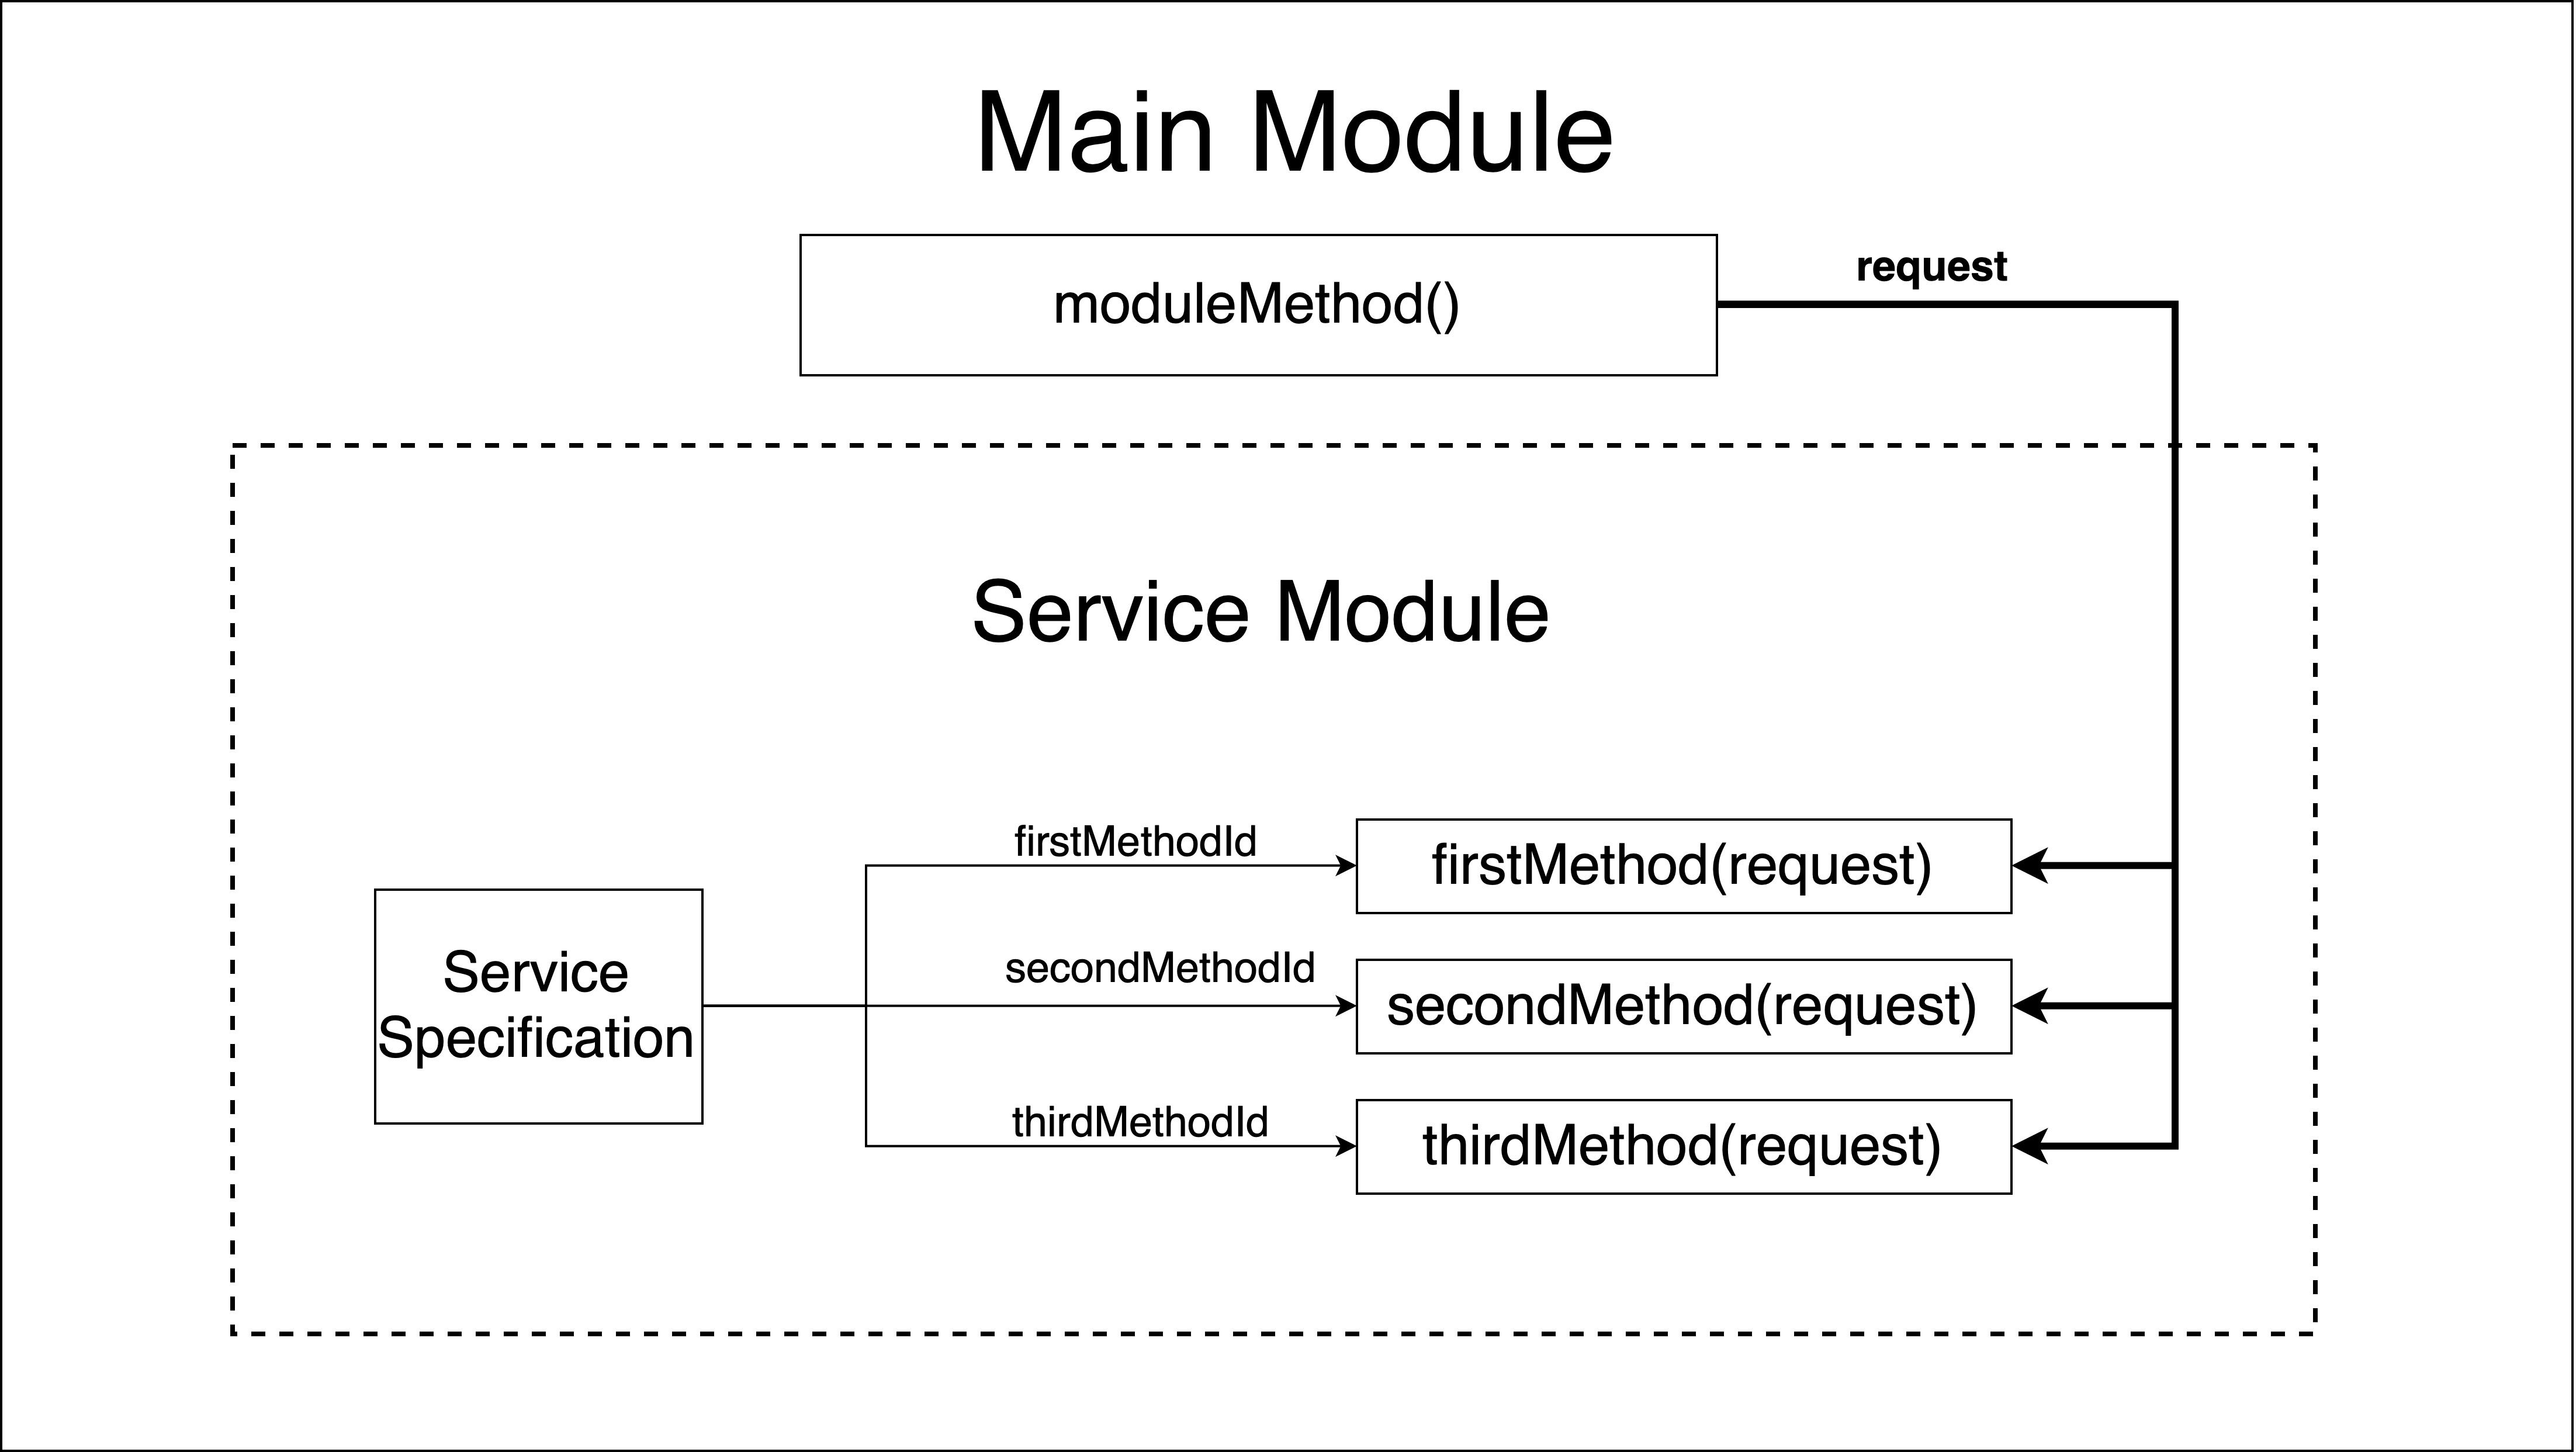 Main Module
moduleMethod()
request
Service Module
firstMethodId
firstMethod(request)
Service
Specification
secondMethodId
secondMethod(request)
thirdMethodId
thirdMethod(request)